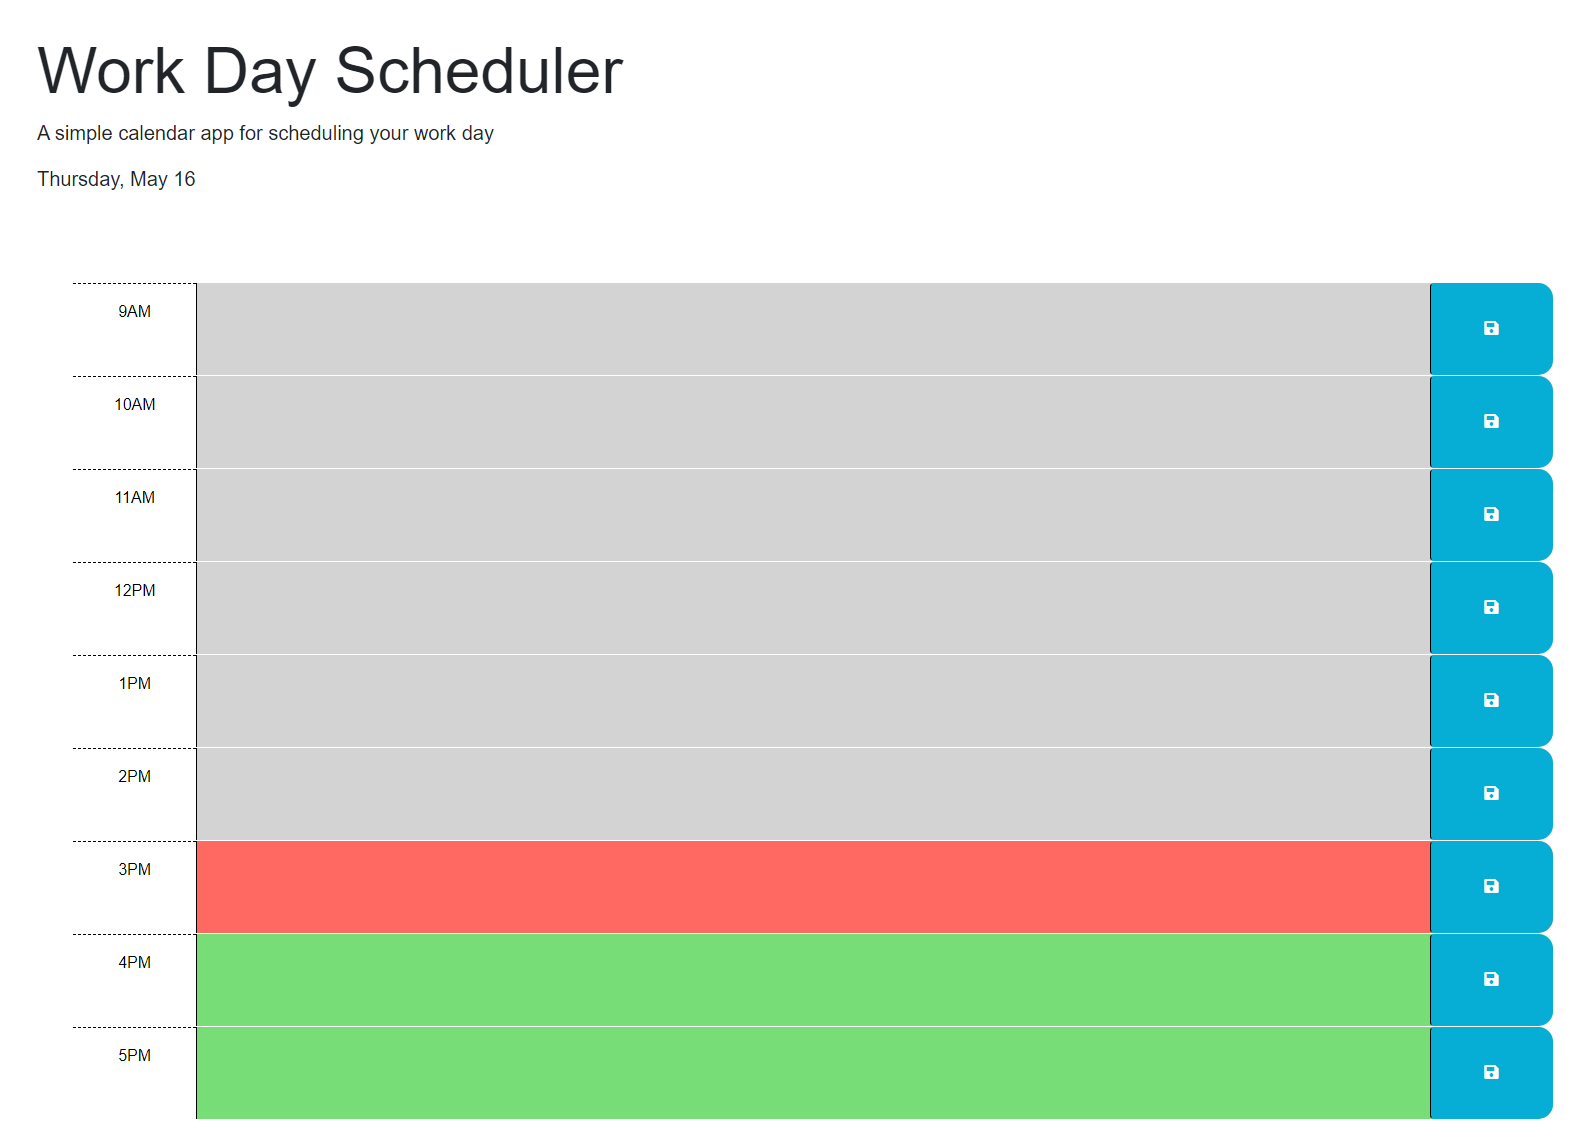 Work Day Scheduler
A simple calendar app for scheduling your work day
Thursday, May 16
9AM
10AM
11AM
12PM
1PM
2PM
3PM
4PM
5PM